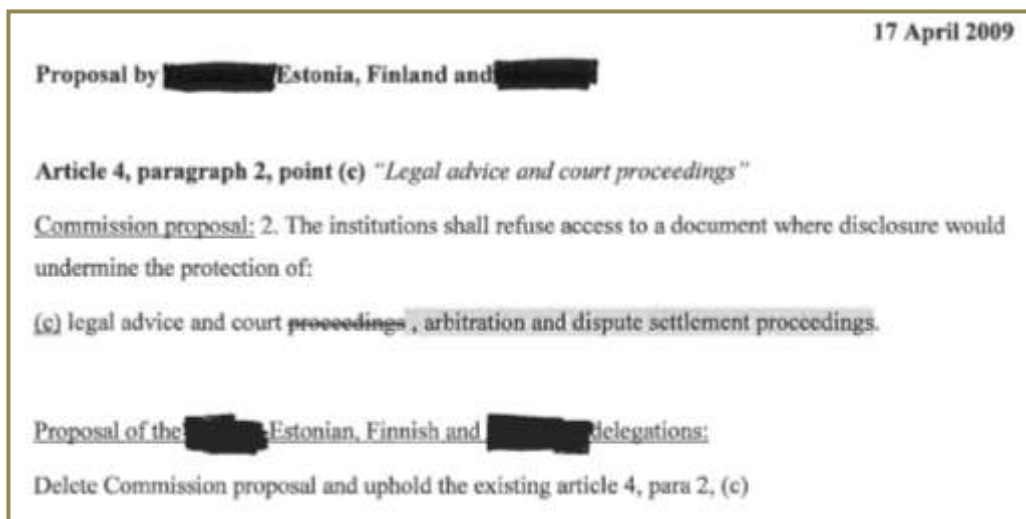 17 April 2009
Proposal by Estonia, Finland and
Article 4, paragraph 2, point (c) "Legal advice and court proceedings"
Commission proposal: 2. The institutions shall refuse access to a document where disclosure would
undermine the protection of:
(c) legal advice and court proceedings , arbitration and dispute settlement proceedings.
Proposal of the Estonian, Finnish and delegations:
Delete Commission proposal and uphold the existing article 4, para 2, (c)